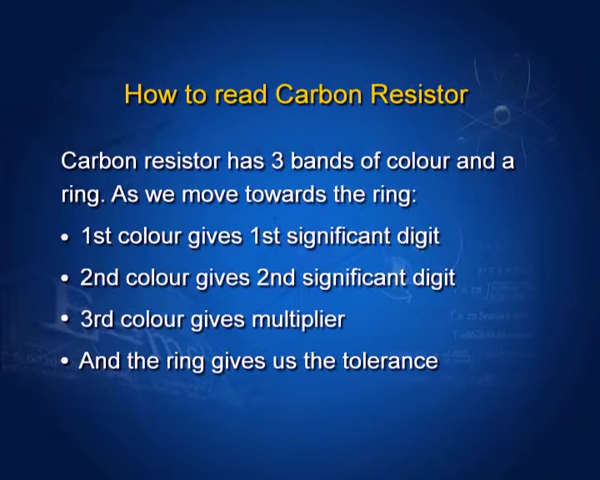 How to read Carbon Resistor
Carbon resistor has 3 bands of colour and a
ring. As we move towards the ring:
• 1st colour gives 1st significant digit
• 2nd colour gives 2nd significant digit
• 3rd colour gives multiplier
• And the ring gives us the tolerance